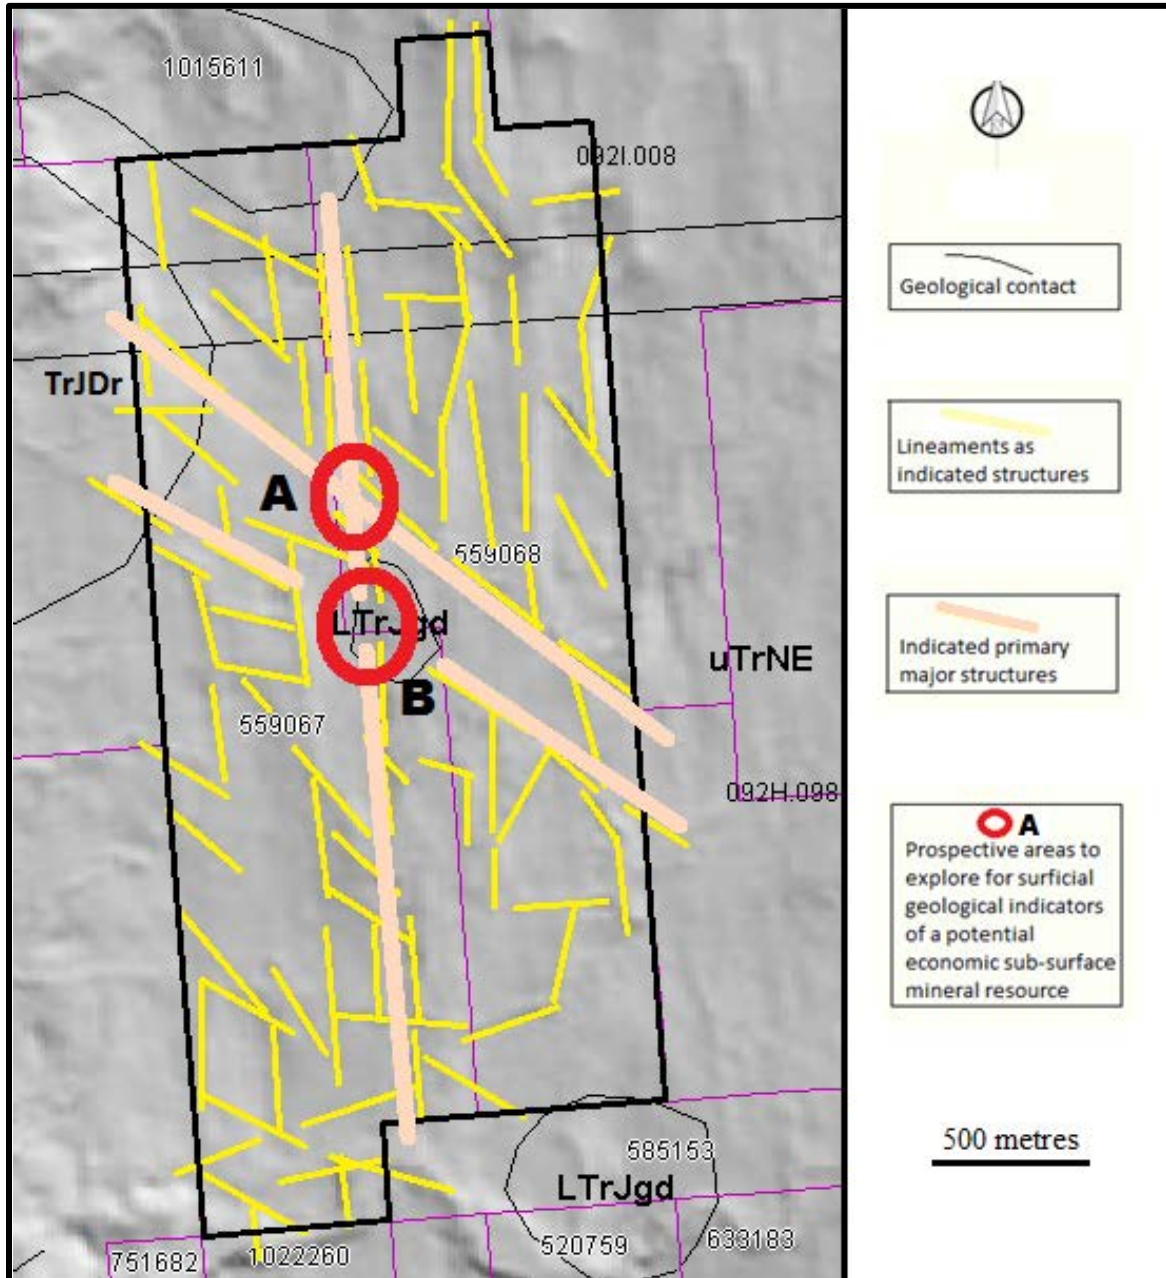 1015611
092I.008
TrJDr
A
559068
LTrJgd
uTrNE
B
559067
092H.098
585153
LTrJgd
520759
633183
751682
1022260
Geological contact
Lineaments as
indicated structures
Indicated primary
major structures
A
Prospective areas to
explore for surficial
geological indicators
of a potential
economic sub-surface
mineral resource
500 metres